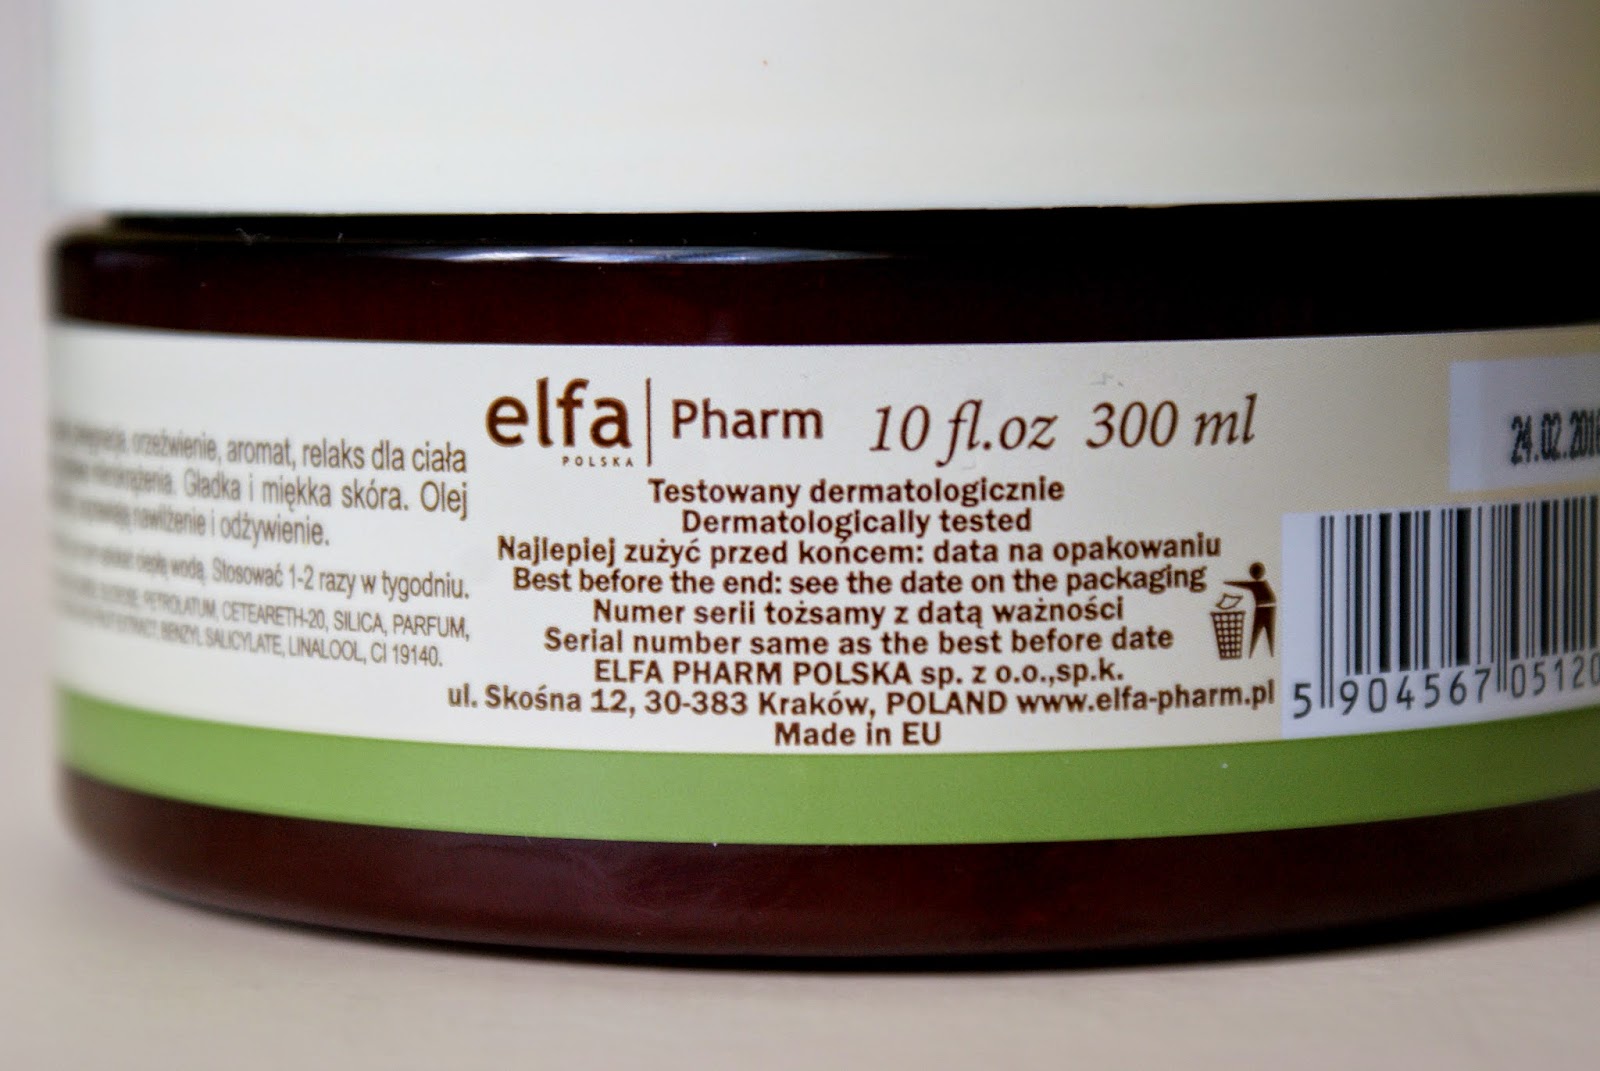 orzeźwienie, aromat, relaks dla ciała
Gładka i miękka skóra. Olej
nawilżenie i odżywienie.
ciepłą wodą. Stosować 1-2 razy w tygodniu.
PETROLATUM, CETEARETH-20, SILICA, PARFUM,
EXTRACT, BENZYL SALICYLATE, LINALOOL, CI 19140.
elfa Pharm
POLSKA
10 fl.oz 300 ml
Testowany dermatologicznie
Dermatologically tested
Najlepiej zużyć przed końcem: data na opakowaniu
Best before the end: see the date on the packaging
Numer serii tożsamy z datą ważności
Serial number same as the best before date
ELFA PHARM POLSKA sp. z o.o.,sp.k.
ul. Skośna 12, 30-383 Kraków, POLAND www.elfa-pharm.pl
Made in EU
24.02.2016
5 904567 05120